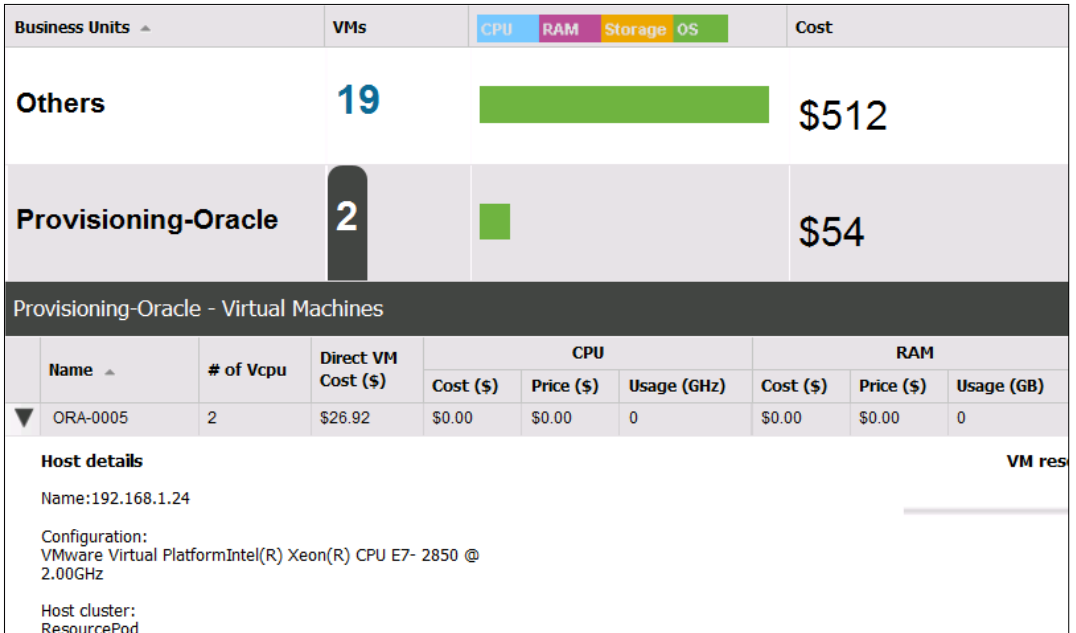 Business Units VMs CPU RAM Storage OS Cost
Others 19 $512
Provisioning-Oracle 2 $54
Provisioning-Oracle - Virtual Machines
Name # of Vcpu Direct VM Cost ($) CPU RAM
Cost ($) Price ($) Usage (GHz) Cost ($) Price ($) Usage (GB)
ORA-0005 2 $26.92 $0.00 $0.00 0 $0.00 $0.00 0
Host details VM res
Name:192.168.1.24
Configuration:
VMware Virtual PlatformIntel(R) Xeon(R) CPU E7- 2850 @
2.00GHz
Host cluster:
ResourcePod